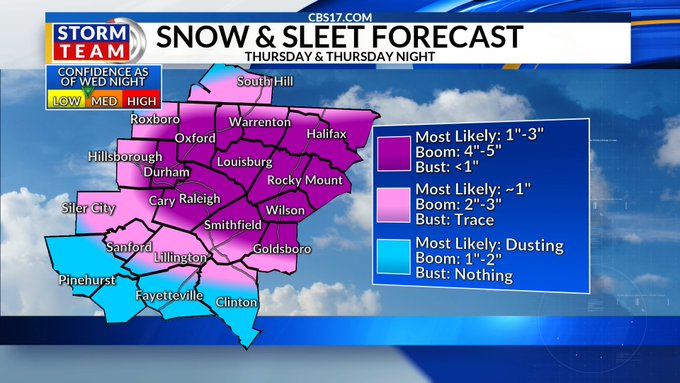 CBS17.COM
STORM
TEAM
SNOW & SLEET FORECAST
THURSDAY & THURSDAY NIGHT
CONFIDENCE AS
OF WED NIGHT
LOW MED HIGH
South Hill
Roxboro
Warrenton
Oxford
Halifax
Hillsborough
Louisburg
Durham
Rocky Mount
Cary Raleigh
Siler City
Wilson
Smithfield
Sanford
Goldsboro
Lillington
Pinehurst
Fayetteville
Clinton
Most Likely: 1"-3"
Boom: 4"-5"
Bust: <1"
Most Likely: ~1"
Boom: 2"-3"
Bust: Trace
Most Likely: Dusting
Boom: 1"-2"
Bust: Nothing